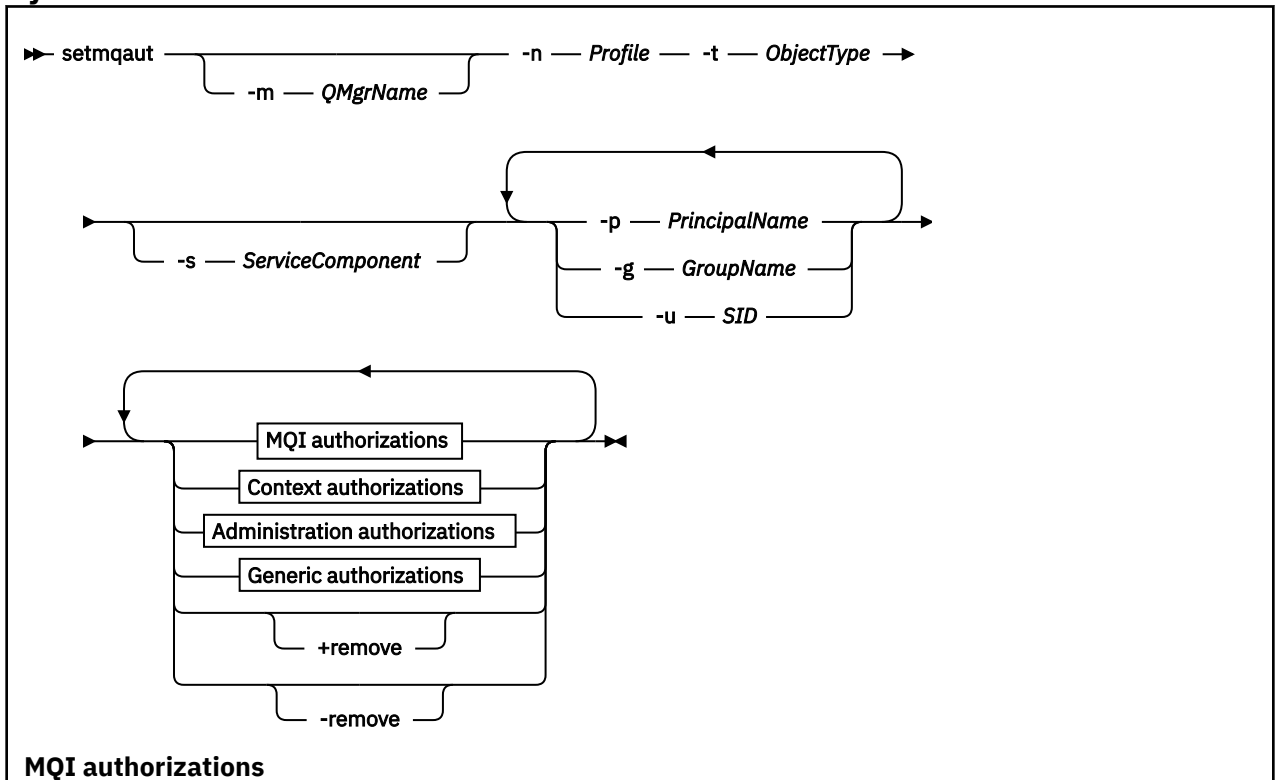 setmqaut -n Profile -t ObjectType
-m QMgrName
-p PrincipalName
-s ServiceComponent -g GroupName
-u SID
MQI authorizations
Context authorizations
Administration authorizations
Generic authorizations
+remove
-remove
MQI authorizations